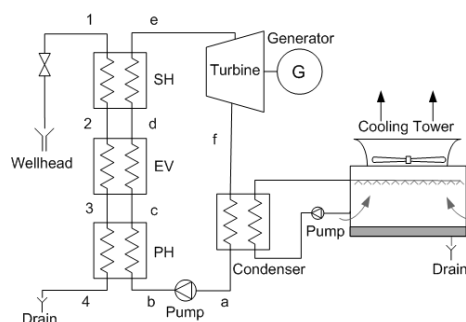 1
e
Generator
Turbine
G
SH
2
d
f
Cooling Tower
Wellhead
EV
3
c
Pump
PH
Condenser
4
b
a
Drain
Pump
Drain